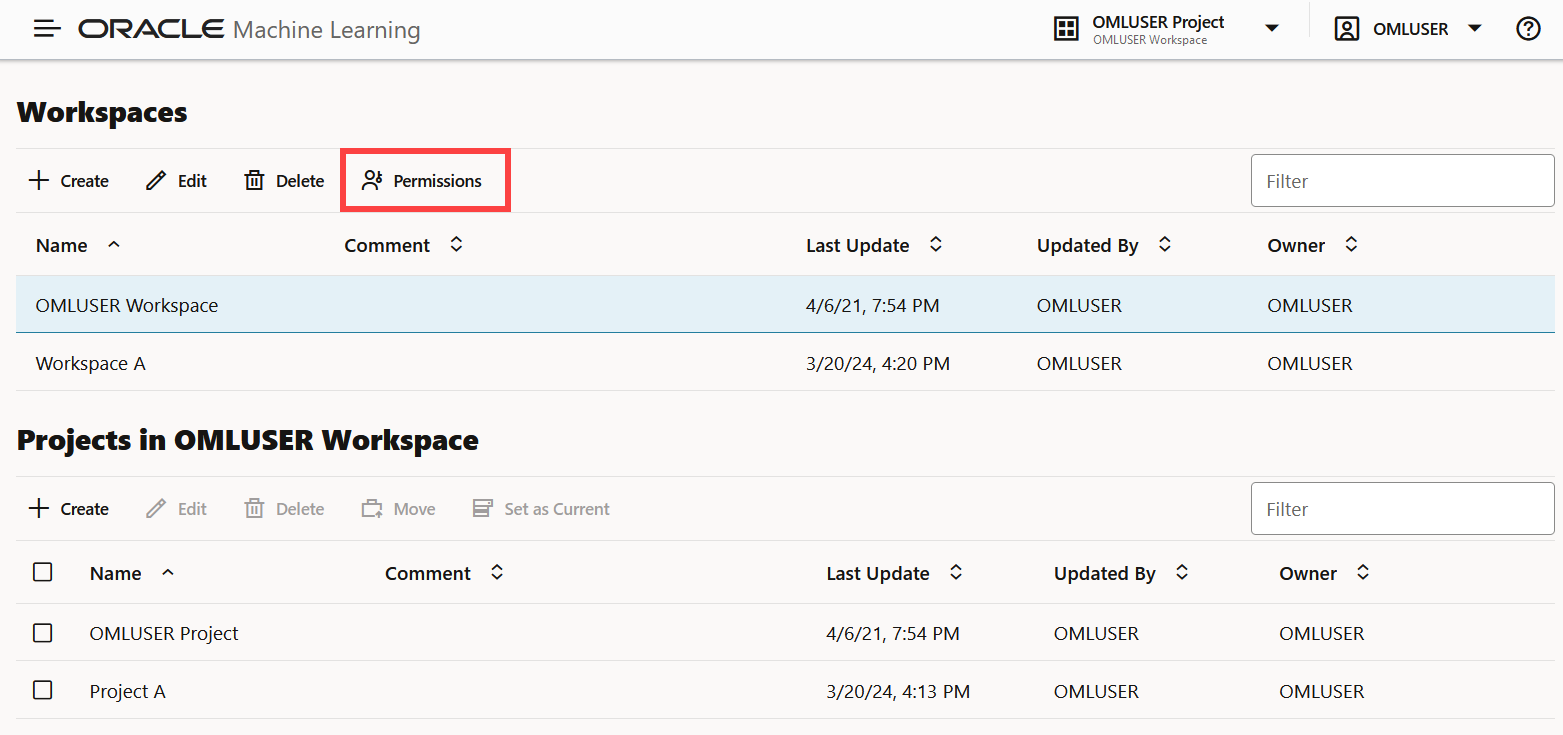 ORACLE Machine Learning
OMLUSER Project
OMLUSER Workspace
OMLUSER
?
Workspaces
Create Edit Delete Permissions Filter
Name Comment Last Update Updated By Owner
OMLUSER Workspace 4/6/21, 7:54 PM OMLUSER OMLUSER
Workspace A 3/20/24, 4:20 PM OMLUSER OMLUSER
Projects in OMLUSER Workspace
Create Edit Delete Move Set as Current Filter
Name Comment Last Update Updated By Owner
OMLUSER Project 4/6/21, 7:54 PM OMLUSER OMLUSER
Project A 3/20/24, 4:13 PM OMLUSER OMLUSER